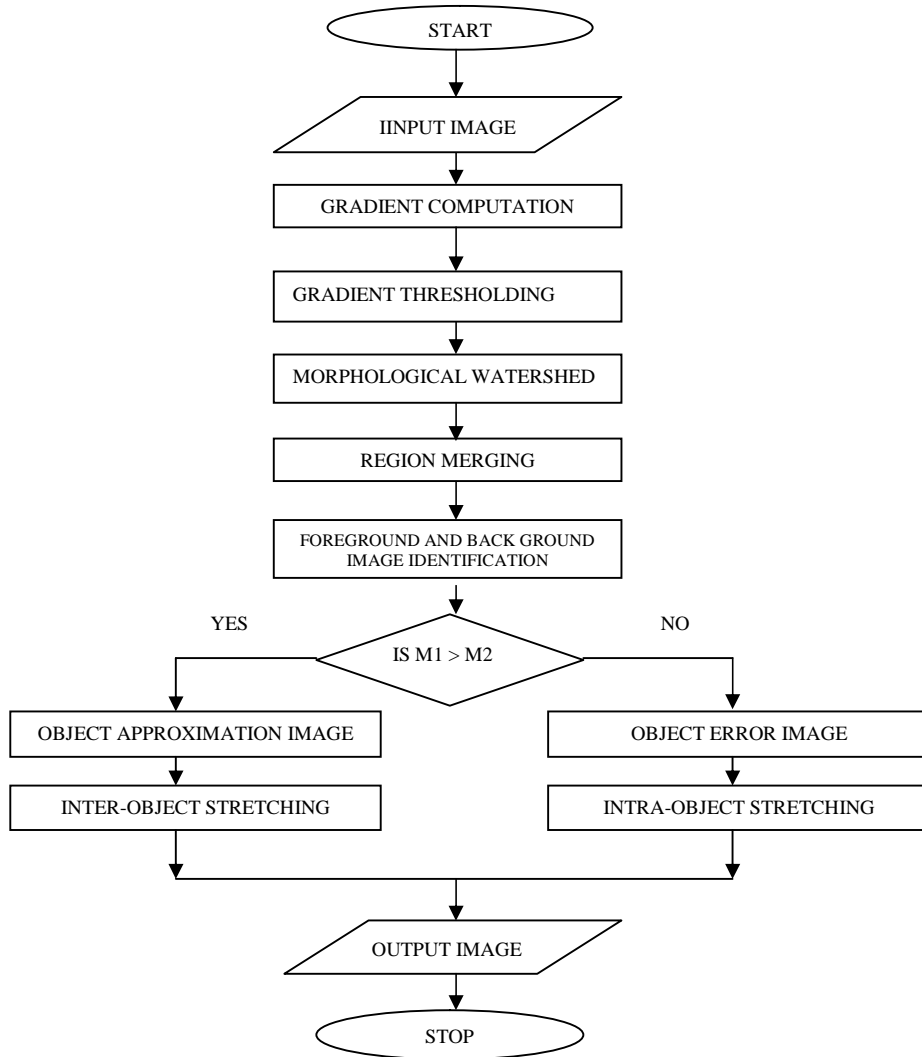 START
IINPUT IMAGE
GRADIENT COMPUTATION
GRADIENT THRESHOLDING
MORPHOLOGICAL WATERSHED
REGION MERGING
FOREGROUND AND BACK GROUND
IMAGE IDENTIFICATION
YES
NO
IS M1 > M2
OBJECT APPROXIMATION IMAGE
OBJECT ERROR IMAGE
INTER-OBJECT STRETCHING
INTRA-OBJECT STRETCHING
OUTPUT IMAGE
STOP